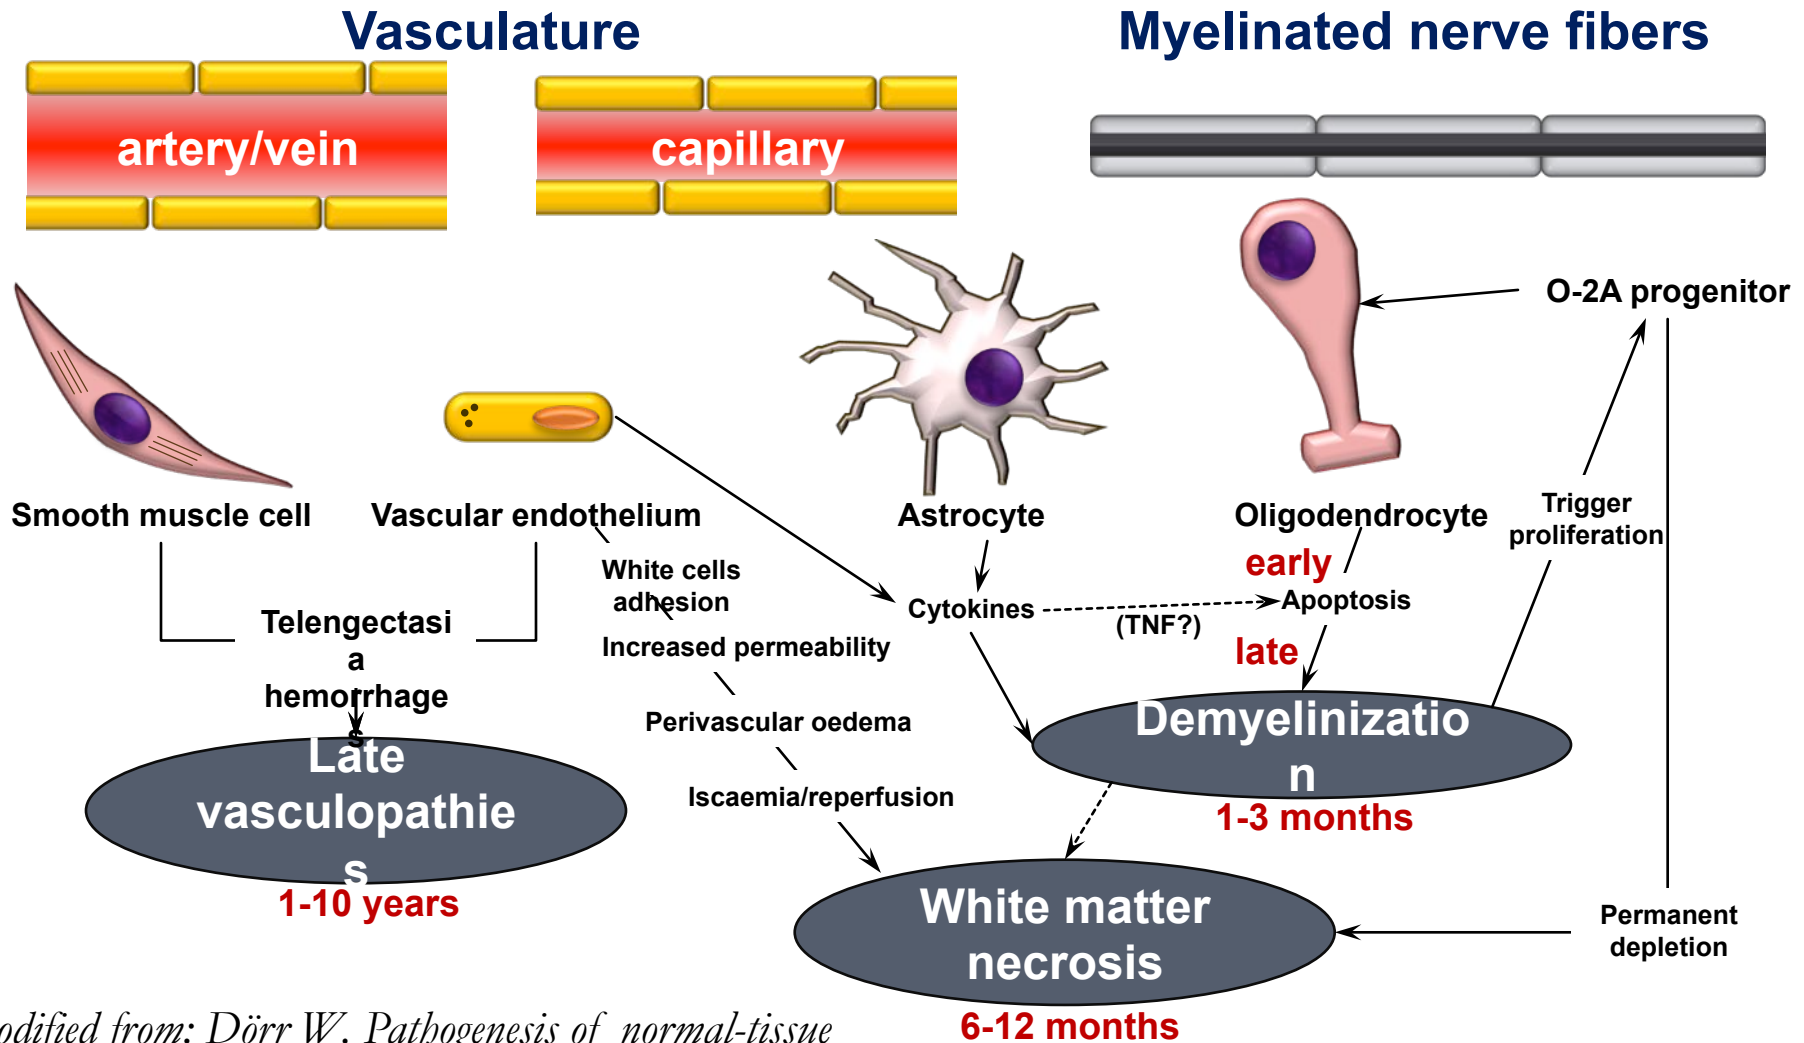 Vasculature
Myelinated nerve fibers
artery/vein
capillary
O-2A progenitor
Smooth muscle cell
Vascular endothelium
Astrocyte
Oligodendrocyte
Trigger
proliferation
White cells
adhesion
early
Cytokines
Apoptosis
(TNF?)
Telengectasi
a
hemorrhage
s
Increased permeability
late
Perivascular oedema
Demyelinizatio
n
Late
vasculopathie
s
Iscaemia/reperfusion
1-3 months
1-10 years
White matter
necrosis
Permanent
depletion
odified from: Dörr W. Pathogenesis of normal-tissue
6-12 months